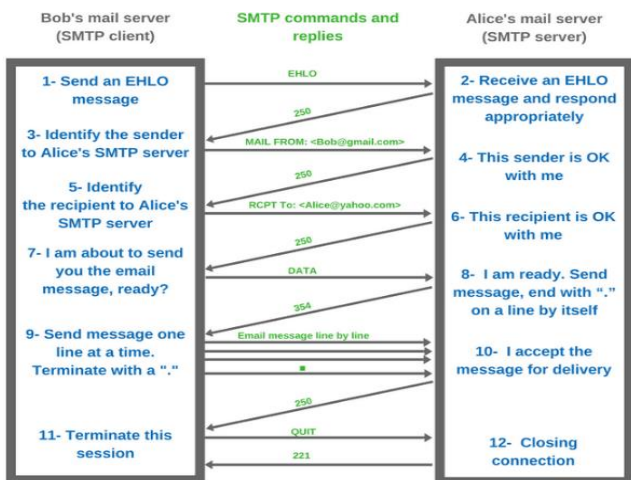 Bob's mail server
(SMTP client)
SMTP commands and
replies
Alice's mail server
(SMTP server)
1- Send an EHLO
message
EHLO
2- Receive an EHLO
message and respond
appropriately
250
3- Identify the sender
to Alice's SMTP server
MAIL FROM: <Bob@gmail.com>
4- This sender is OK
with me
250
5- Identify
the recipient to Alice's
SMTP server
RCPT To: <Alice@yahoo.com>
6- This recipient is OK
with me
250
7- I am about to send
you the email
message, ready?
DATA
8- I am ready. Send
message, end with “.”
on a line by itself
354
9- Send message one
line at a time.
Terminate with a "."
Email message line by line
.
10- I accept the
message for delivery
250
11- Terminate this
session
QUIT
12- Closing
connection
221